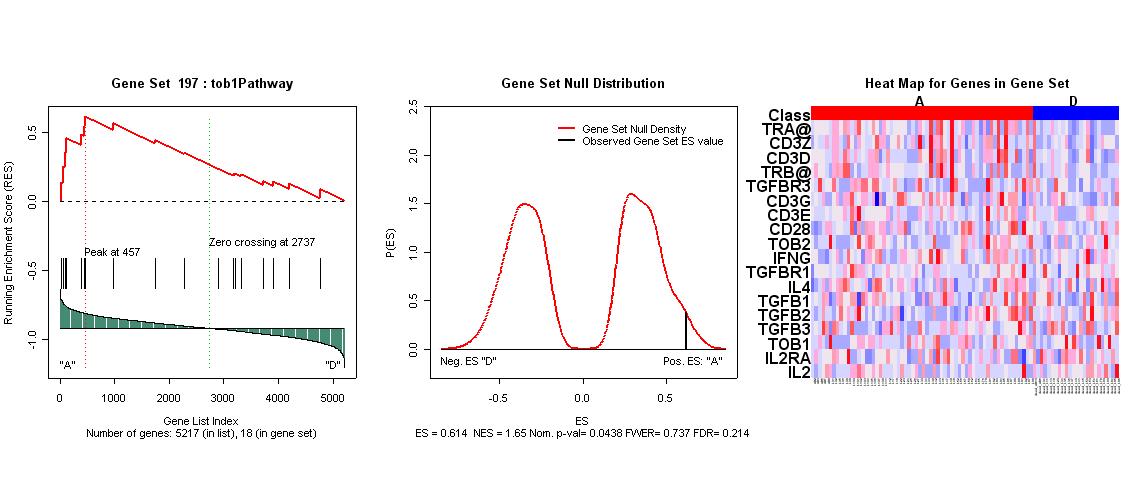 Gene Set  197 : tob1Pathway
Running Enrichment Score (RES)
0.5
0.0
-0.5
-1.0
Peak at 457
Zero crossing at 2737
"A"
"D"
0 1000 2000 3000 4000 5000
Gene List Index
Number of genes: 5217 (in list), 18 (in gene set)
Gene Set Null Distribution
P(ES)
2.5
2.0
1.5
1.0
0.5
0.0
Gene Set Null Density
Observed Gene Set ES value
Neg. ES "D"
Pos. ES: "A"
-0.5 0.0 0.5
ES
ES = 0.614  NES = 1.65 Nom. p-val= 0.0438 FWER= 0.737 FDR= 0.214
Heat Map for Genes in Gene Set
A D
Class
TRA@
CD3Z
CD3D
TRB@
TGFBR3
CD3G
CD3E
CD28
TOB2
IFNG
TGFBR1
IL4
TGFB1
TGFB2
TGFB3
TOB1
IL2RA
IL2